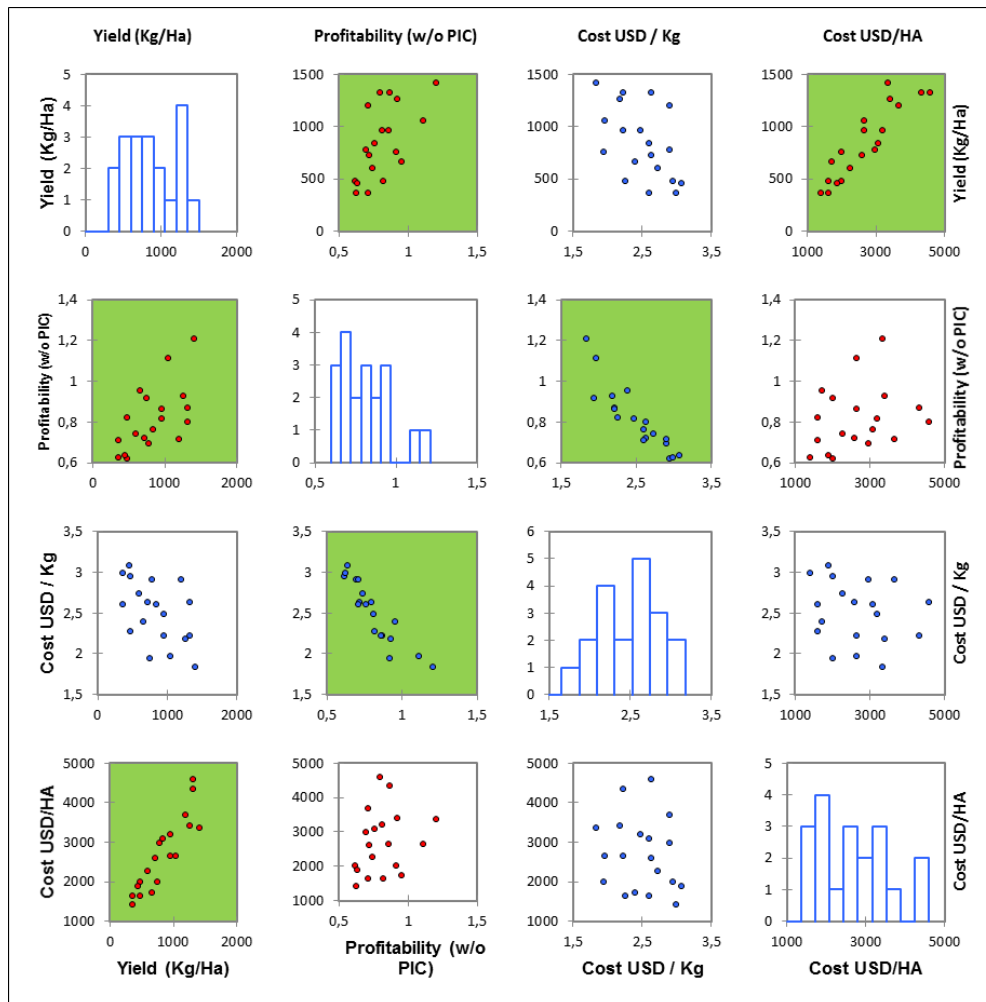 Yield (Kg/Ha) Profitability (w/o PIC) Cost USD / Kg Cost USD/HA
Yield (Kg/Ha)
5
4
3
2
1
0
0 1000 2000
1500
1000
500
0
0,5 1 1,5
1500
1000
500
0
1,5 2,5 3,5
1500
1000
500
0
1000 3000 5000
Yield (Kg/Ha)
Profitability (w/o PIC)
1,4
1,2
1
0,8
0,6
0 1000 2000
5
4
3
2
1
0
0,5 1 1,5
1,4
1,2
1
0,8
0,6
1,5 2,5 3,5
1,4
1,2
1
0,8
0,6
1000 3000 5000
Profitability (w/o PIC)
Cost USD / Kg
3,5
3
2,5
2
1,5
0 1000 2000
3,5
3
2,5
2
1,5
0,5 1 1,5
6
5
4
3
2
1
0
1,5 2,5 3,5
3,5
3
2,5
2
1,5
1000 3000 5000
Cost USD / Kg
Cost USD/HA
5000
4000
3000
2000
1000
0 1000 2000
Yield (Kg/Ha)
5000
4000
3000
2000
1000
0,5 1 1,5
Profitability (w/o
PIC)
5000
4000
3000
2000
1000
1,5 2,5 3,5
Cost USD / Kg
5
4
3
2
1
0
1000 3000 5000
Cost USD/HA
Cost USD/HA